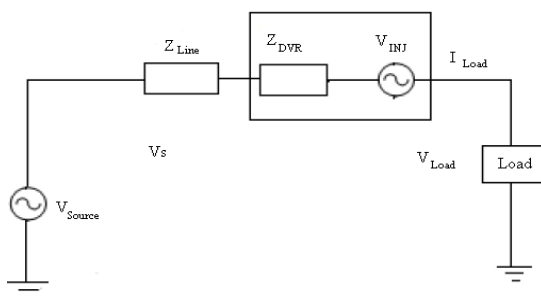 Z Line
Z DVR
V INJ
I Load
Vs
V Load
Load
V Source